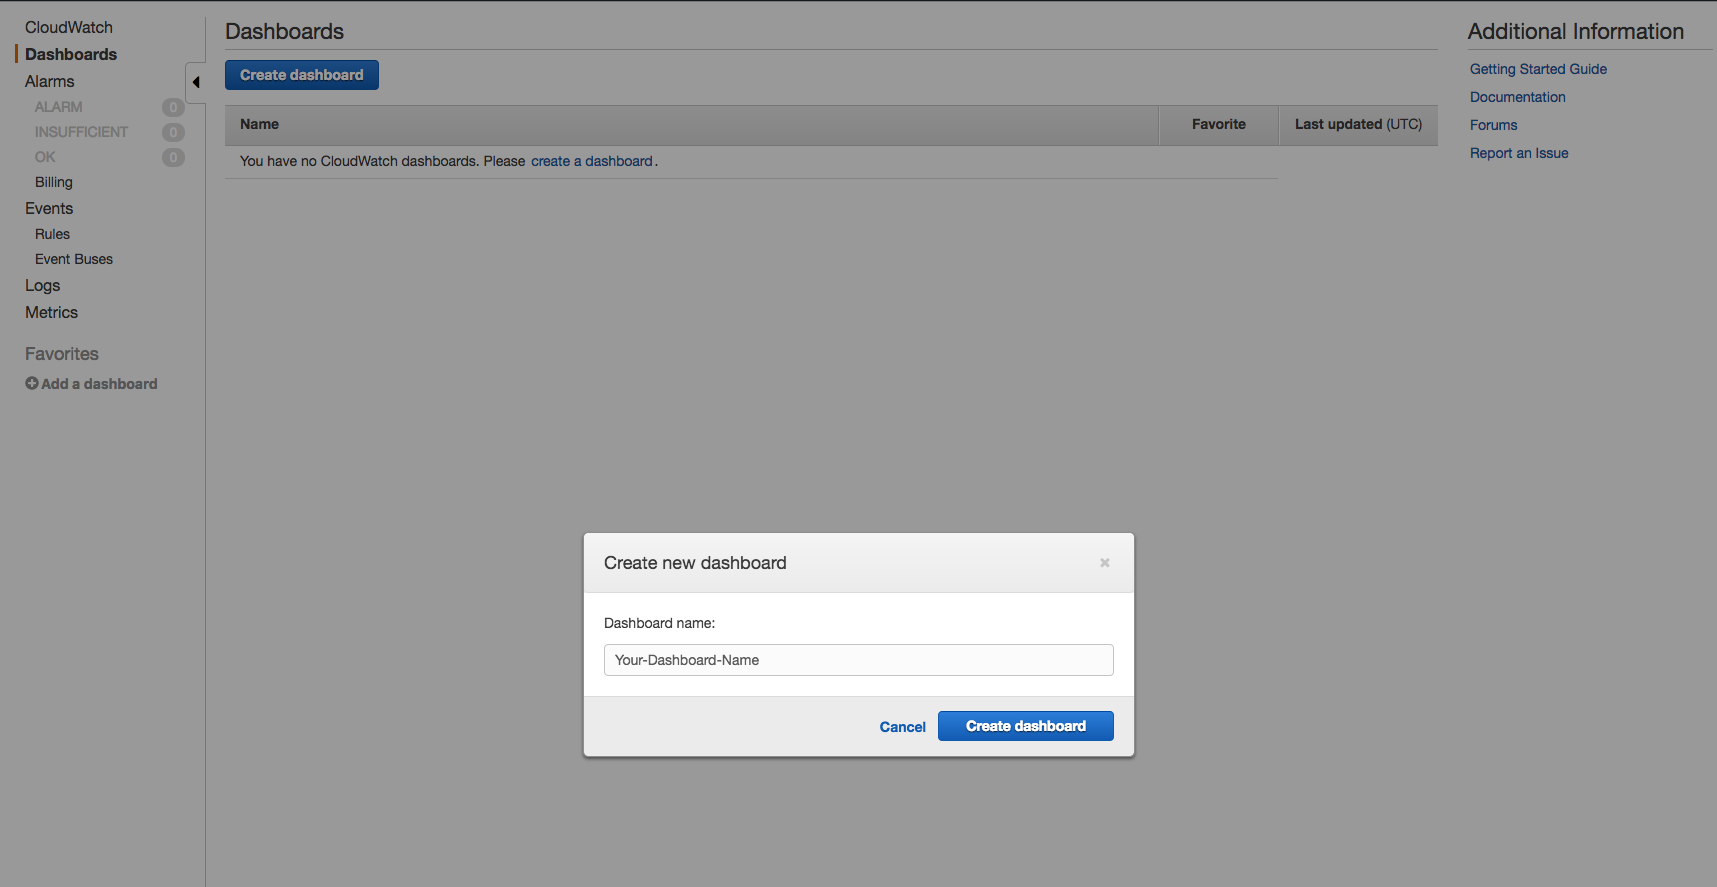 CloudWatch
Dashboards
Alarms
ALARM 0
INSUFFICIENT 0
OK 0
Billing
Events
Rules
Event Buses
Logs
Metrics
Favorites
Add a dashboard
Dashboards
Create dashboard
Name Favorite Last updated (UTC)
You have no CloudWatch dashboards. Please create a dashboard.
Additional Information
Getting Started Guide
Documentation
Forums
Report an Issue
Create new dashboard
Dashboard name:
Your-Dashboard-Name
Cancel Create dashboard